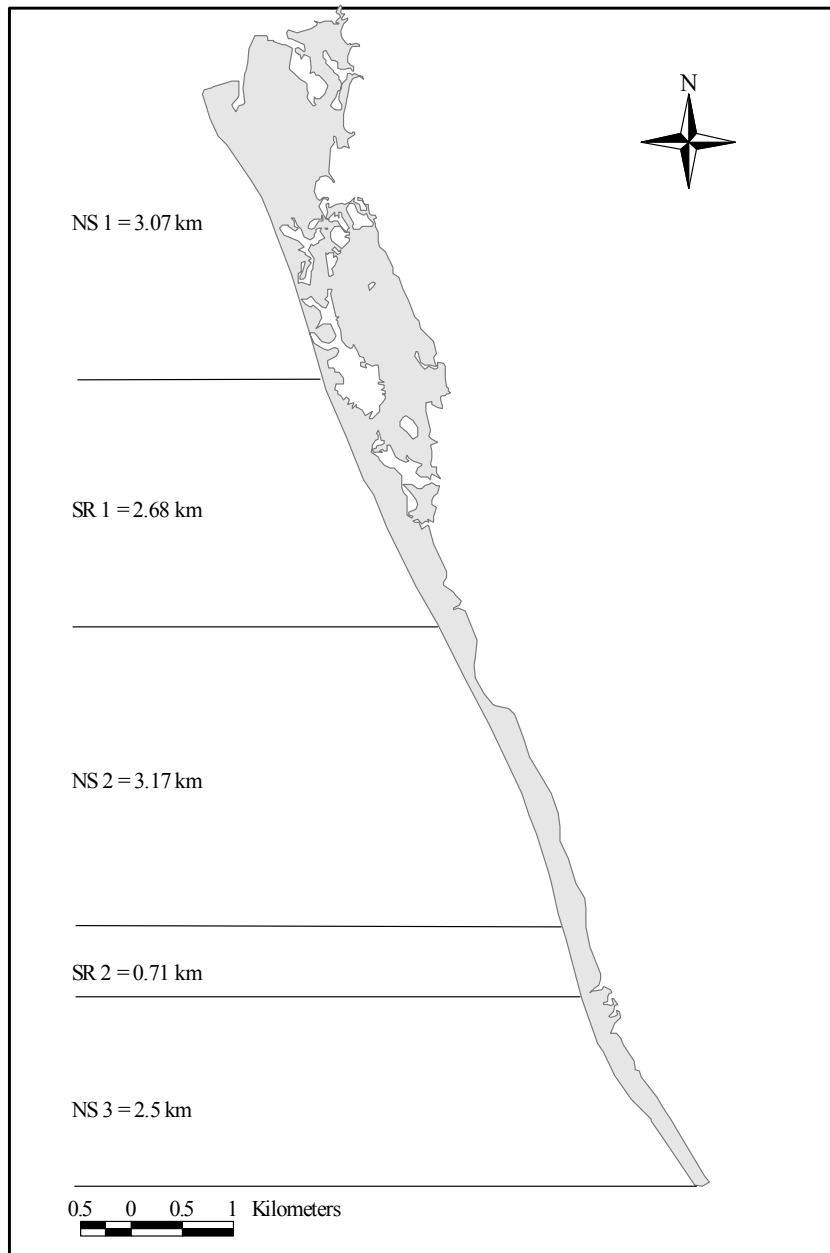 N
NS 1 = 3.07 km
SR 1 = 2.68 km
NS 2 = 3.17 km
SR 2 = 0.71 km
NS 3 = 2.5 km
0.5 0 0.5 1 Kilometers